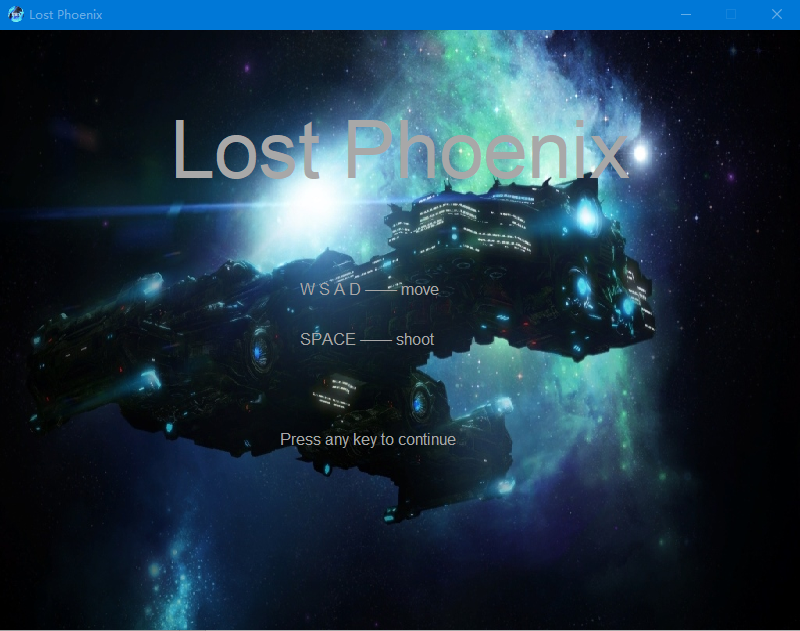 Lost Phoenix
Lost Phoenix
W S A D —— move
SPACE —— shoot
Press any key to continue